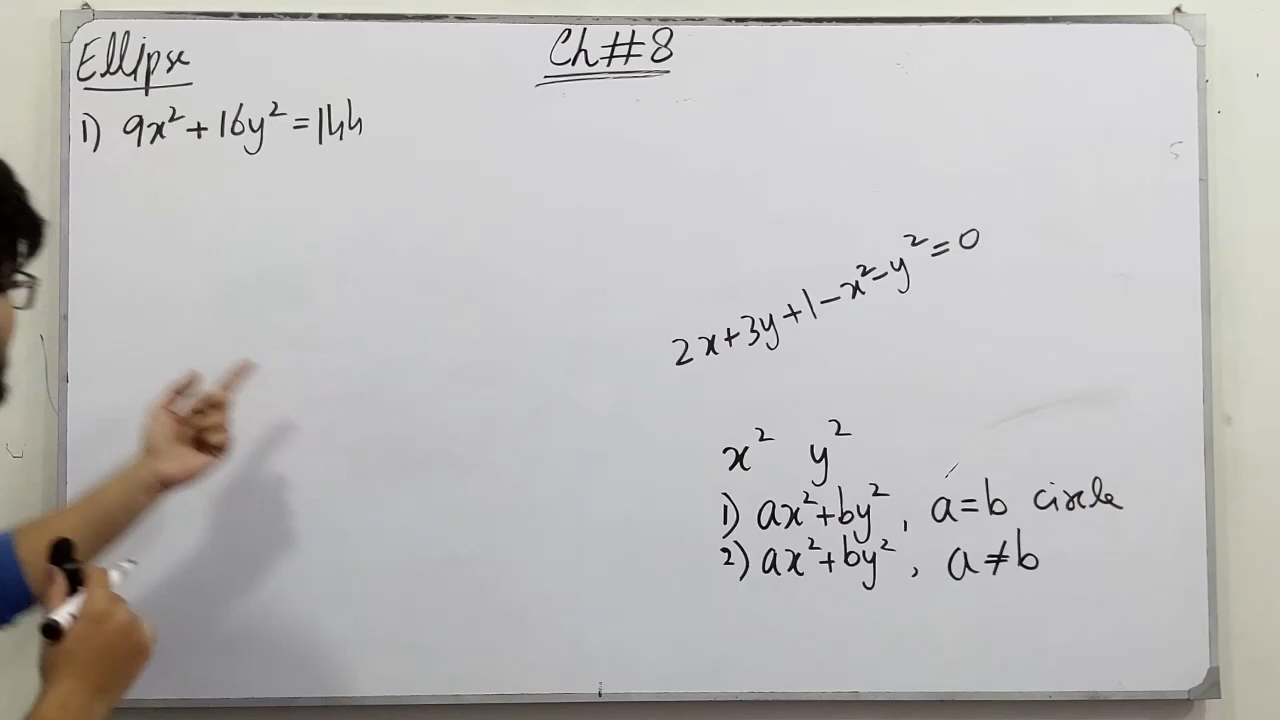 Ch#8
Ellipse
1) 9x²+16y²=144
2x+3y+1-x²-y²=0
x² y²
1) ax²+by², a=b circle
2) ax²+by², a≠b